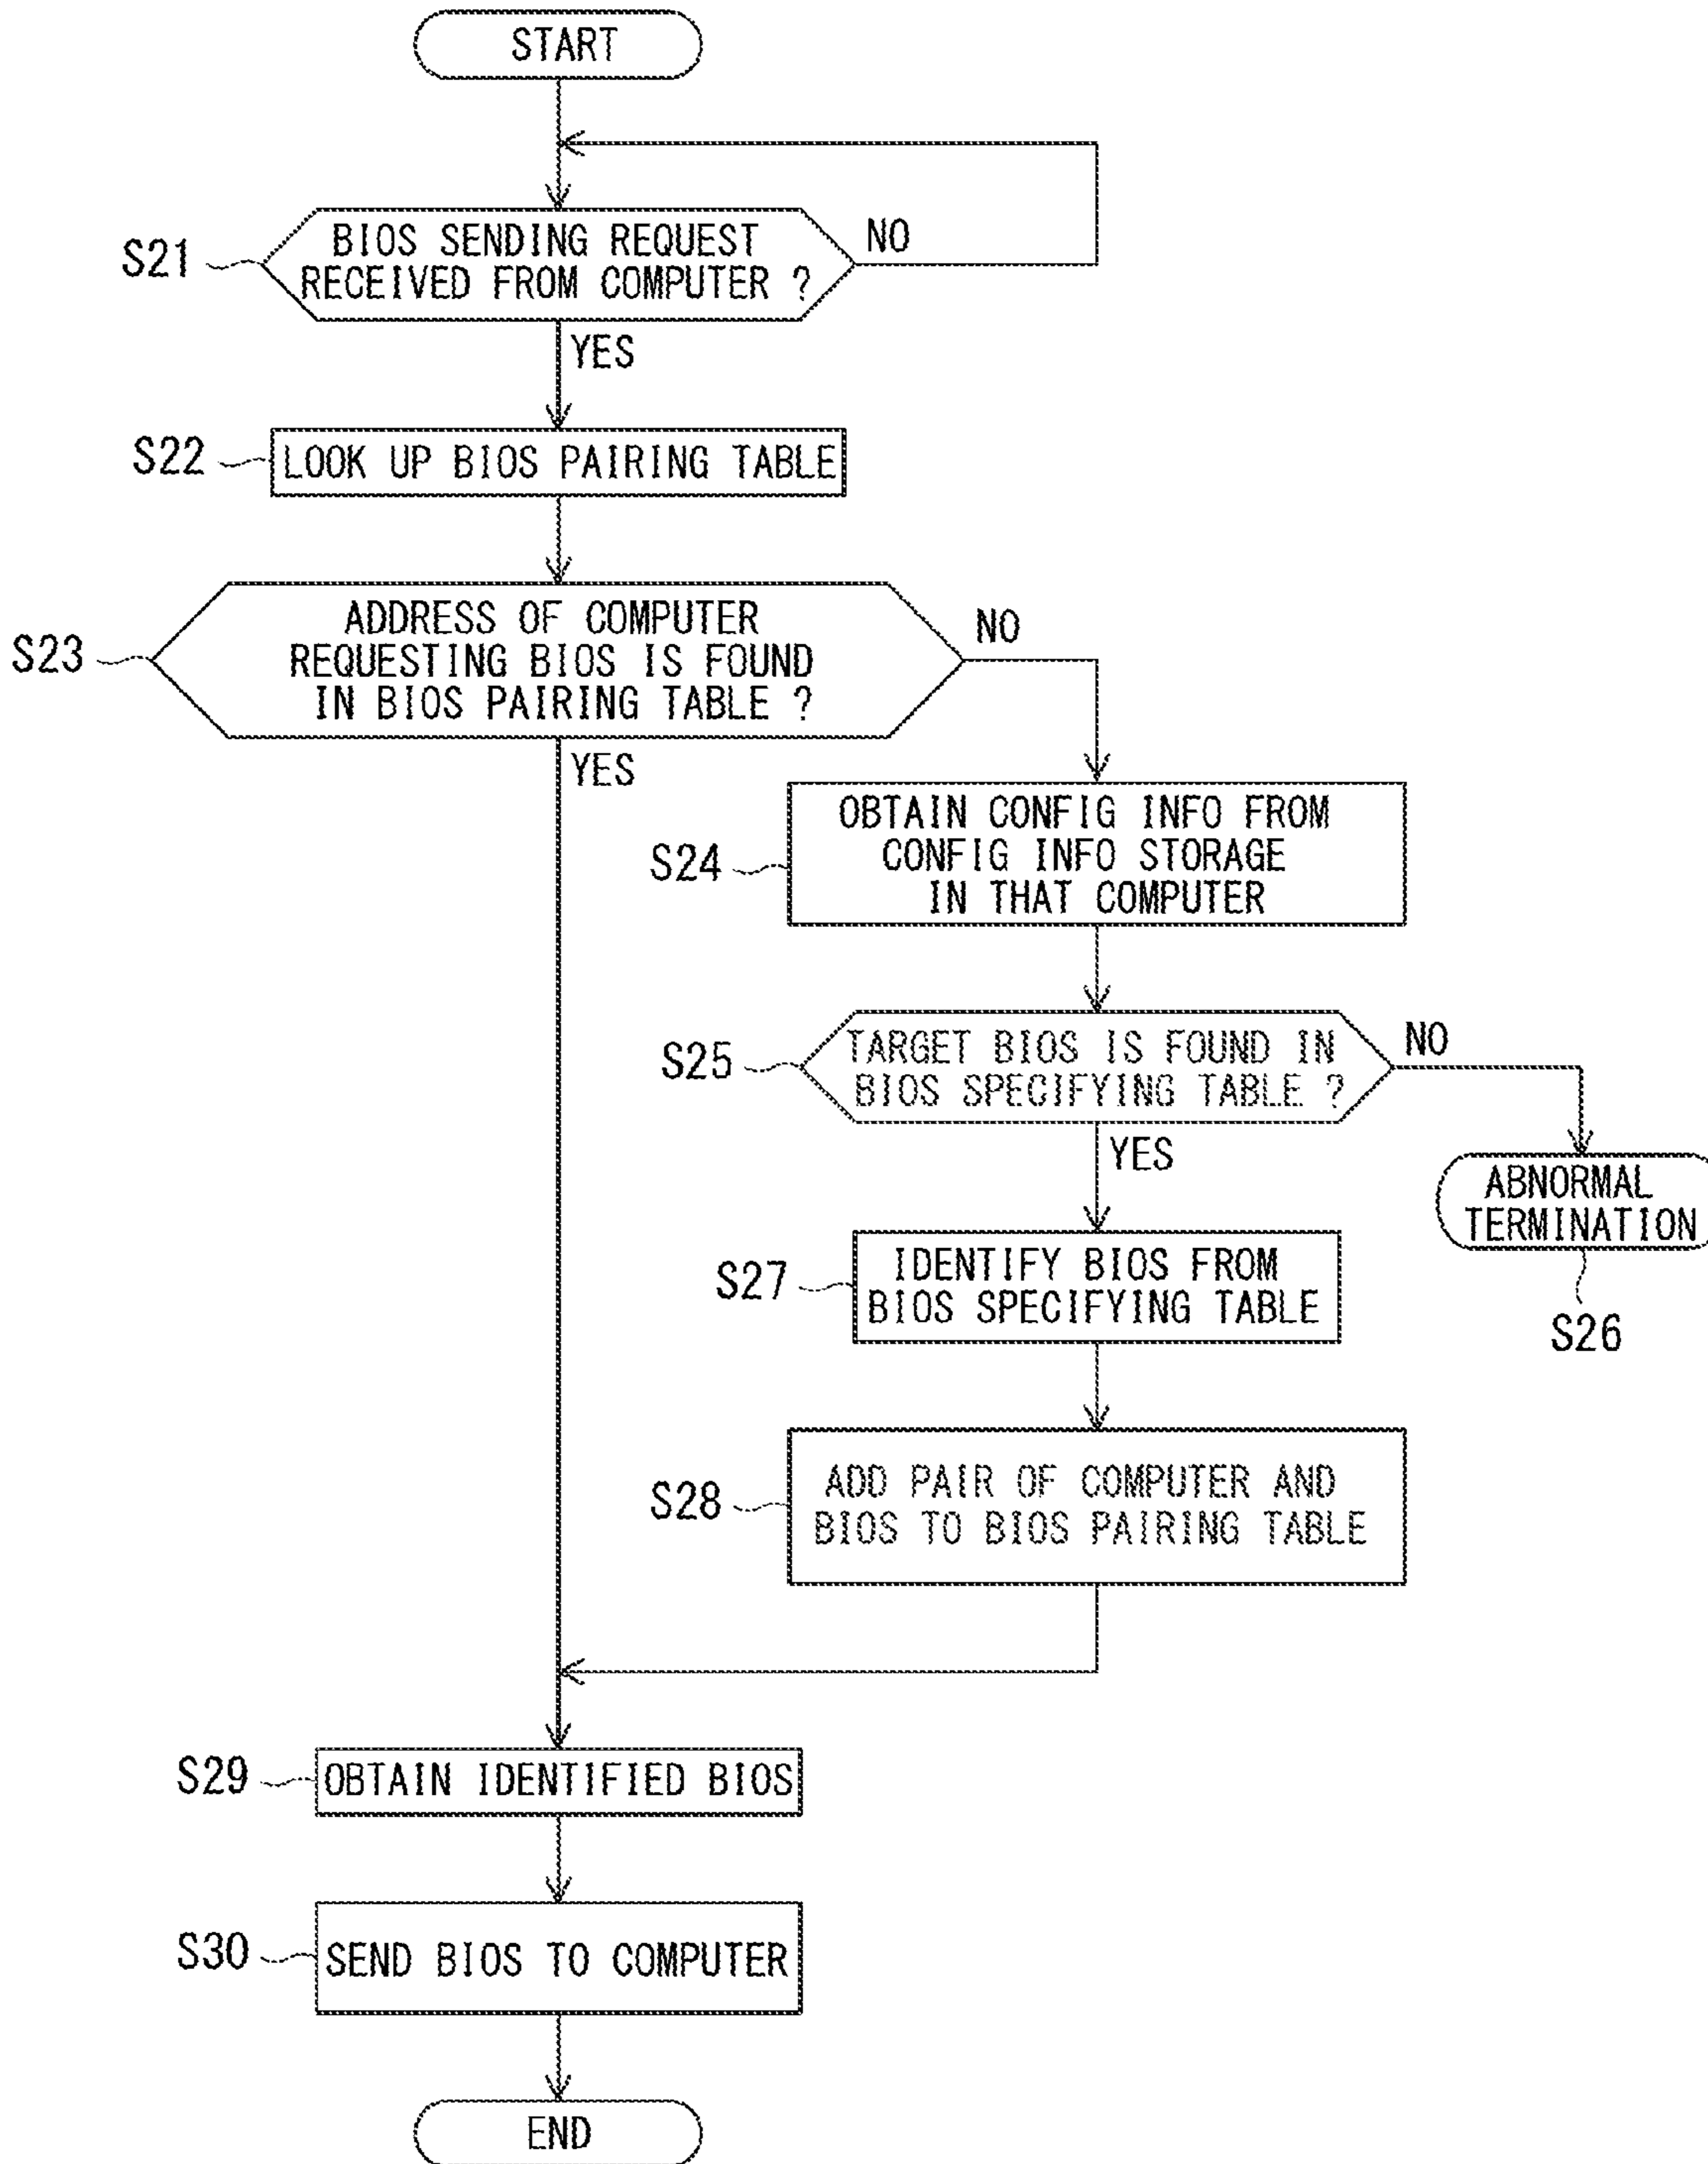 START
S21
BIOS SENDING REQUEST
RECEIVED FROM COMPUTER ?
NO
YES
S22
LOOK UP BIOS PAIRING TABLE
S23
ADDRESS OF COMPUTER
REQUESTING BIOS IS FOUND
IN BIOS PAIRING TABLE ?
NO
YES
S24
OBTAIN CONFIG INFO FROM
CONFIG INFO STORAGE
IN THAT COMPUTER
S25
TARGET BIOS IS FOUND IN
BIOS SPECIFYING TABLE ?
NO
YES
ABNORMAL
TERMINATION
S26
S27
IDENTIFY BIOS FROM
BIOS SPECIFYING TABLE
S28
ADD PAIR OF COMPUTER AND
BIOS TO BIOS PAIRING TABLE
S29
OBTAIN IDENTIFIED BIOS
S30
SEND BIOS TO COMPUTER
END